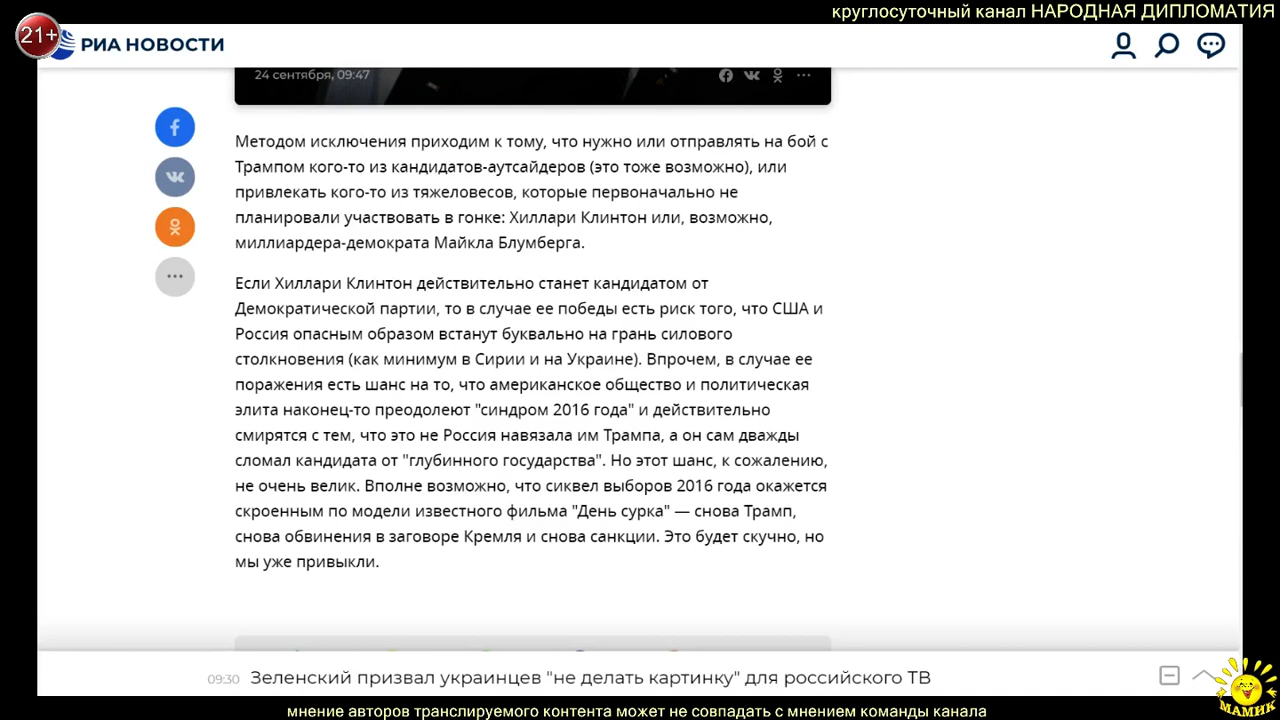 круглосуточный канал НАРОДНАЯ ДИПЛОМАТИЯ
21+
РИА НОВОСТИ
24 сентября, 09:47
Методом исключения приходим к тому, что нужно или отправлять на бой с
Трампом кого-то из кандидатов-аутсайдеров (это тоже возможно), или
привлекать кого-то из тяжеловесов, которые первоначально не
планировали участвовать в гонке: Хиллари Клинтон или, возможно,
миллиардера-демократа Майкла Блумберга.
Если Хиллари Клинтон действительно станет кандидатом от
Демократической партии, то в случае ее победы есть риск того, что США и
Россия опасным образом встанут буквально на грань силового
столкновения (как минимум в Сирии и на Украине). Впрочем, в случае ее
поражения есть шанс на то, что американское общество и политическая
элита наконец-то преодолеют "синдром 2016 года" и действительно
смирятся с тем, что это не Россия навязала им Трампа, а он сам дважды
сломал кандидата от "глубинного государства". Но этот шанс, к сожалению,
не очень велик. Вполне возможно, что сиквел выборов 2016 года окажется
скроенным по модели известного фильма "День сурка" — снова Трамп,
снова обвинения в заговоре Кремля и снова санкции. Это будет скучно, но
мы уже привыкли.
09:30 Зеленский призвал украинцев "не делать картинку" для российского ТВ
МАМИК
мнение авторов транслируемого контента может не совпадать с мнением команды канала